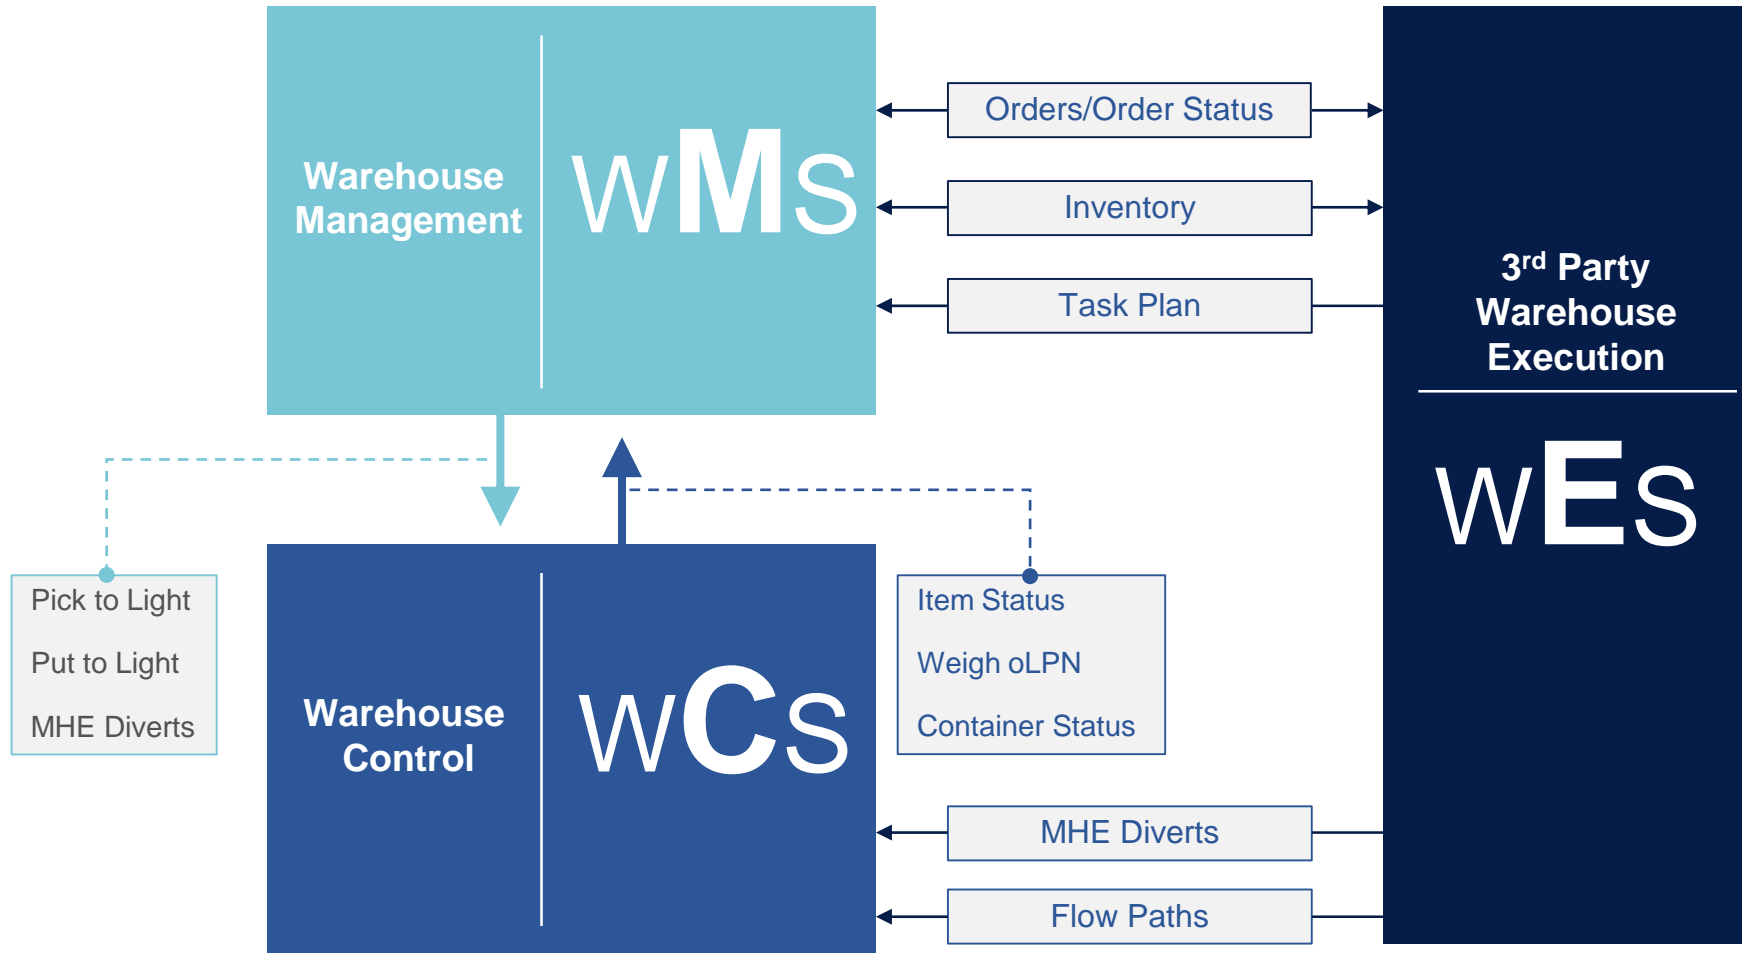 Warehouse
Management
WMS
Orders/Order Status
Inventory
Task Plan
3rd Party
Warehouse
Execution
WES
Pick to Light
Put to Light
MHE Diverts
Warehouse
Control
WCS
Item Status
Weigh oLPN
Container Status
MHE Diverts
Flow Paths